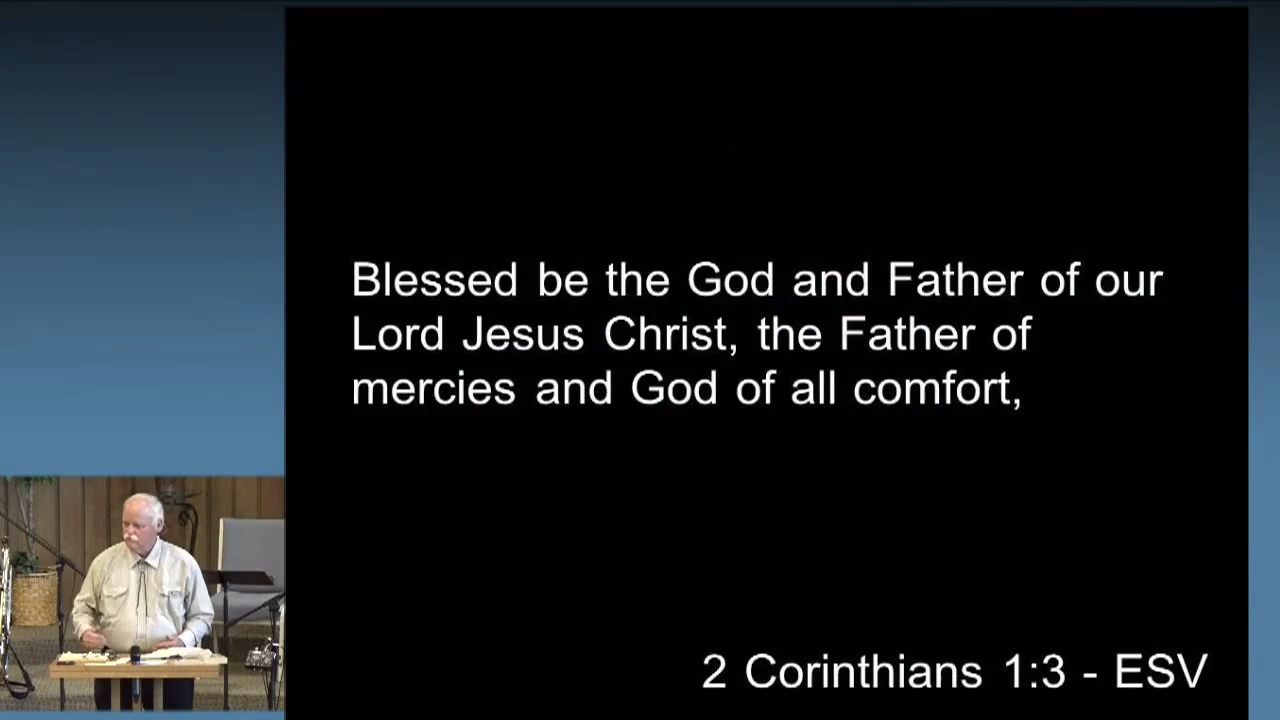 Blessed be the God and Father of our
Lord Jesus Christ, the Father of
mercies and God of all comfort,
2 Corinthians 1:3 - ESV